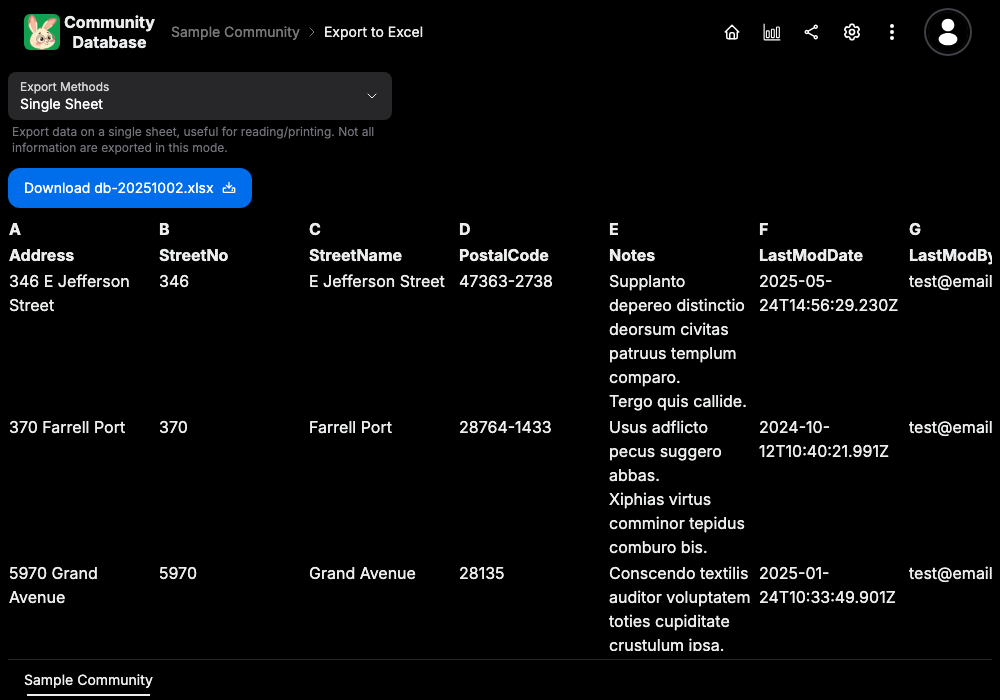 Community
Database
Sample Community > Export to Excel
Export Methods
Single Sheet
Export data on a single sheet, useful for reading/printing. Not all
information are exported in this mode.
Download db-20251002.xlsx
A B C D E F G
Address StreetNo StreetName PostalCode Notes LastModDate LastModBy
346 E Jefferson 346 E Jefferson Street 47363-2738 Supplanto 2025-05- test@email
Street depereo distinctio 24T14:56:29.230Z
deorsum civitas
patruus templum
comparo.
Tergo quis callide.
370 Farrell Port 370 Farrell Port 28764-1433 Usus adflicto 2024-10- test@email
pecus suggero 12T10:40:21.991Z
abbas.
Xiphias virtus
comminor tepidus
comburo bis.
5970 Grand 5970 Grand Avenue 28135 Conscendo textilis 2025-01- test@email
Avenue auditor voluptatem 24T10:33:49.901Z
toties cupiditate
crustulum ipsa.
Sample Community